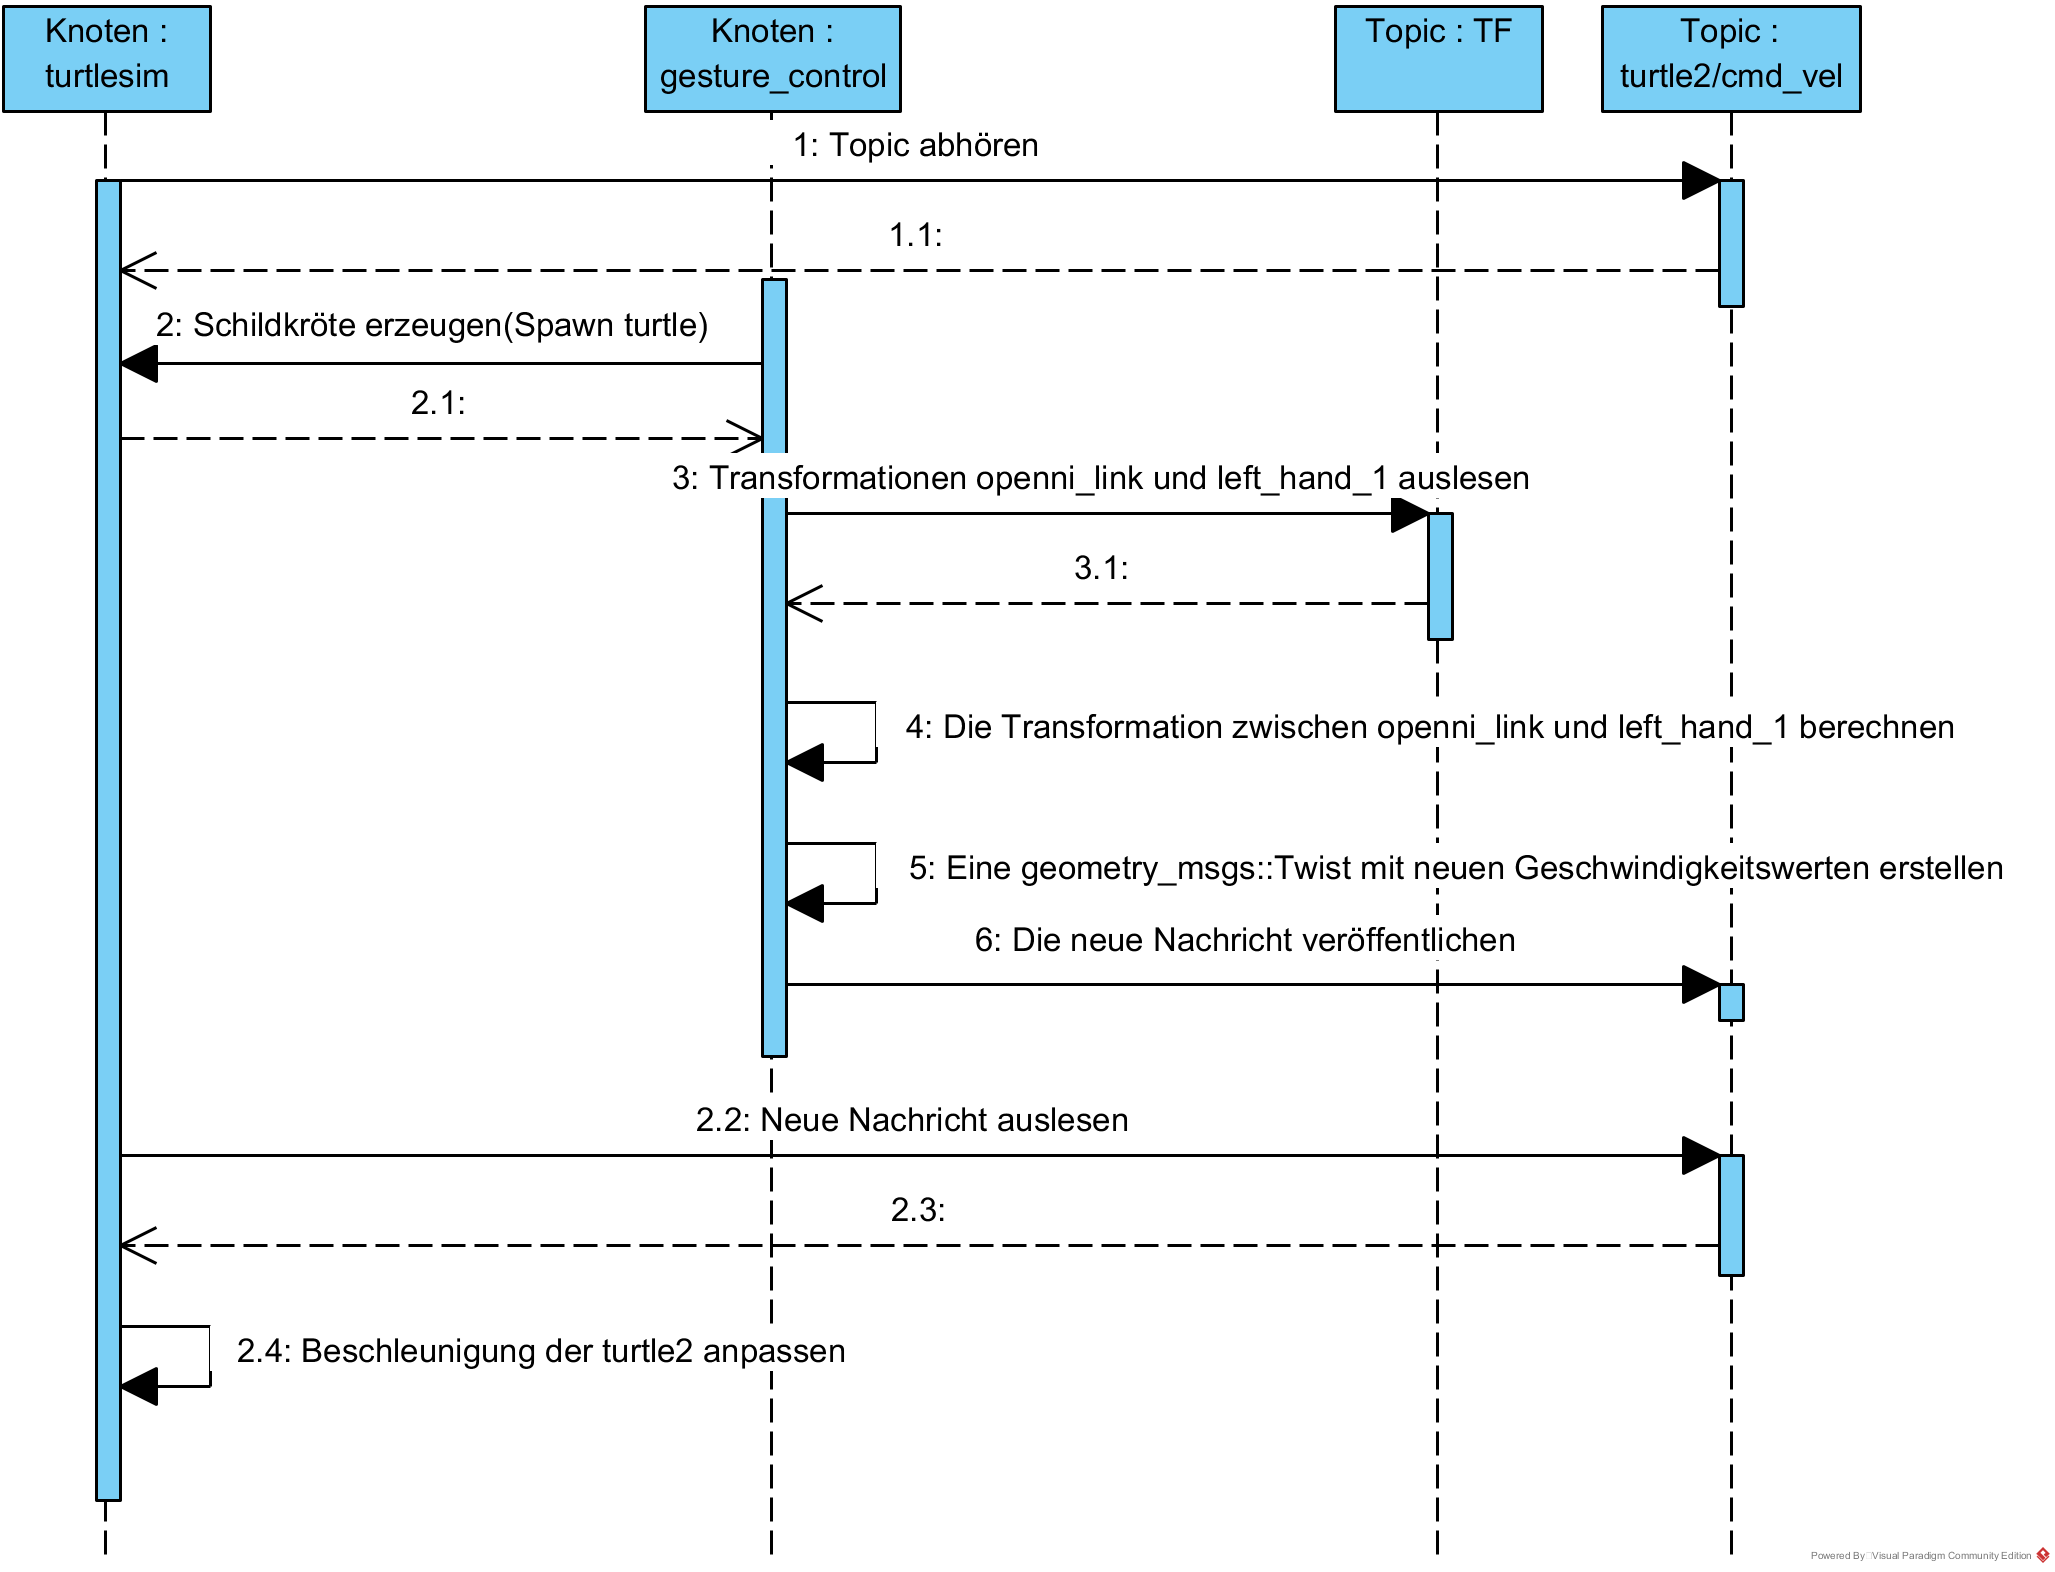 Knoten :
turtlesim
Knoten :
gesture_control
Topic : TF
Topic :
turtle2/cmd_vel
1: Topic abhören
1.1:
2: Schildkröte erzeugen(Spawn turtle)
2.1:
3: Transformationen openni_link und left_hand_1 auslesen
3.1:
4: Die Transformation zwischen openni_link und left_hand_1 berechnen
5: Eine geometry_msgs::Twist mit neuen Geschwindigkeitswerten erstellen
6: Die neue Nachricht veröffentlichen
2.2: Neue Nachricht auslesen
2.3:
2.4: Beschleunigung der turtle2 anpassen
Powered By Visual Paradigm Community Edition